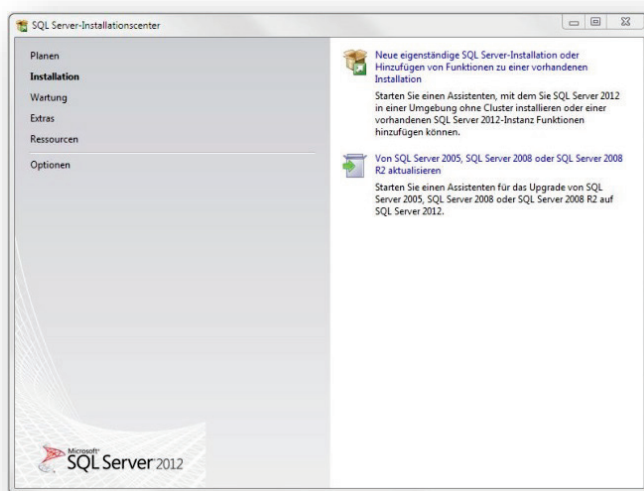 SQL Server-Installationscenter
Planen
Installation
Wartung
Extras
Ressourcen
Optionen
Neue eigenständige SQL Server-Installation oder
Hinzufügen von Funktionen zu einer vorhandenen
Installation
Starten Sie einen Assistenten, mit dem Sie SQL Server 2012
in einer Umgebung ohne Cluster installieren oder einer
vorhandenen SQL Server 2012-Instanz Funktionen
hinzufügen können.
Von SQL Server 2005, SQL Server 2008 oder SQL Server 2008
R2 aktualisieren
Starten Sie einen Assistenten für das Upgrade von SQL
Server 2005, SQL Server 2008 oder SQL Server 2008 R2 auf
SQL Server 2012.
Microsoft®
SQL Server 2012